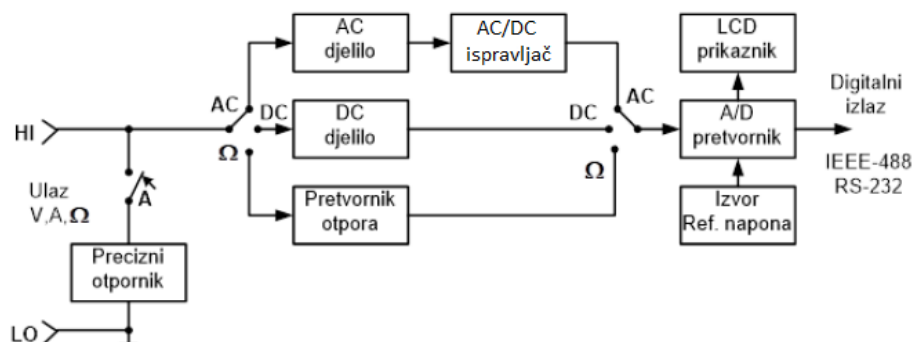 AC
djelilo
AC/DC
ispravljač
LCD
prikaznik
AC
DC
DC
AC
HI
DC
djelilo
A/D
pretvornik
Digitalni
izlaz
Ω
Ω
IEEE-488
RS-232
Ulaz
V,A,Ω
A
Pretvornik
otpora
Izvor
Ref. napona
Precizni
otpornik
LO